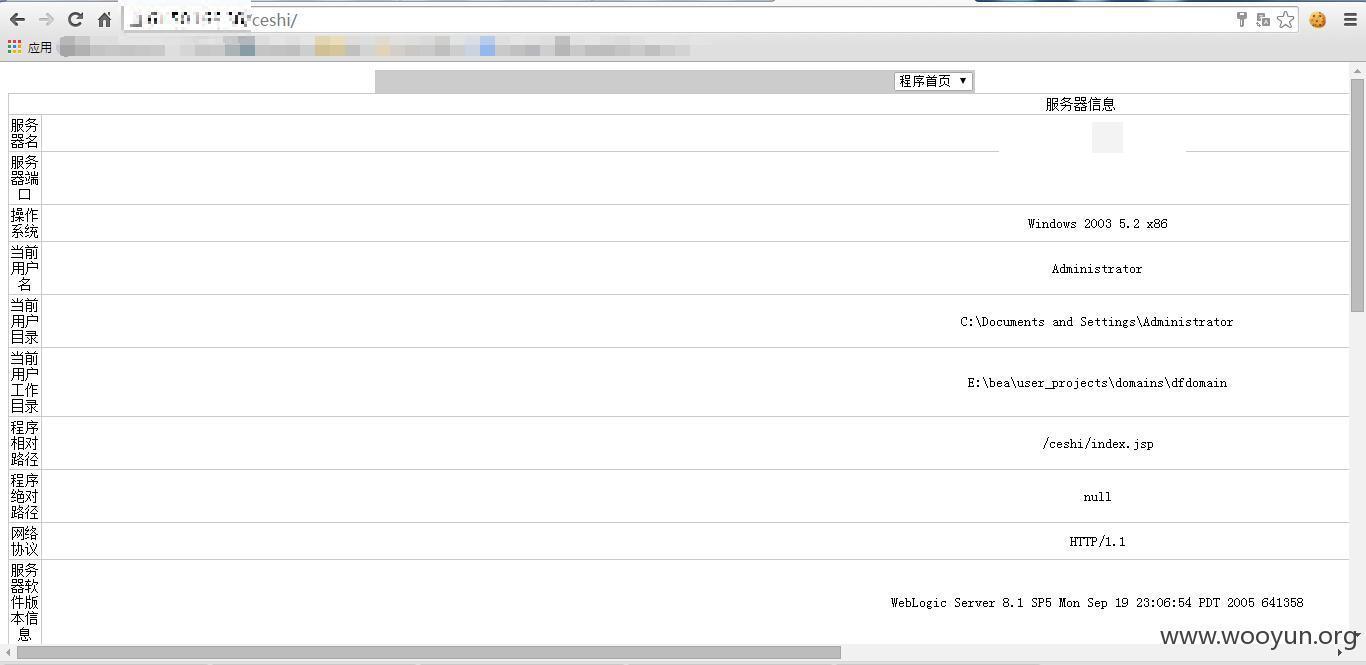 /ceshi/
应用
程序首页
服务器信息
服务
器名
服务
器端
口
操作
系统
Windows 2003 5.2 x86
当前
用户
名
Administrator
当前
用户
目录
C:\Documents and Settings\Administrator
当前
用户
工作
目录
E:\bea\user_projects\domains\dfdomain
程序
相对
路径
/ceshi/index.jsp
程序
绝对
路径
null
网络
协议
HTTP/1.1
服务
器软
件版
本信
息
WebLogic Server 8.1 SP5 Mon Sep 19 23:06:54 PDT 2005 641358
www.wooyun.org